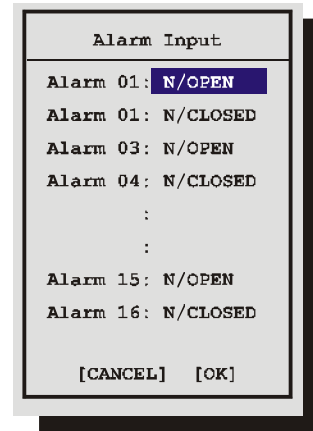 Alarm Input
Alarm 01: N/OPEN
Alarm 01: N/CLOSED
Alarm 03: N/OPEN
Alarm 04: N/CLOSED
:
:
Alarm 15: N/OPEN
Alarm 16: N/CLOSED
[CANCEL] [OK]